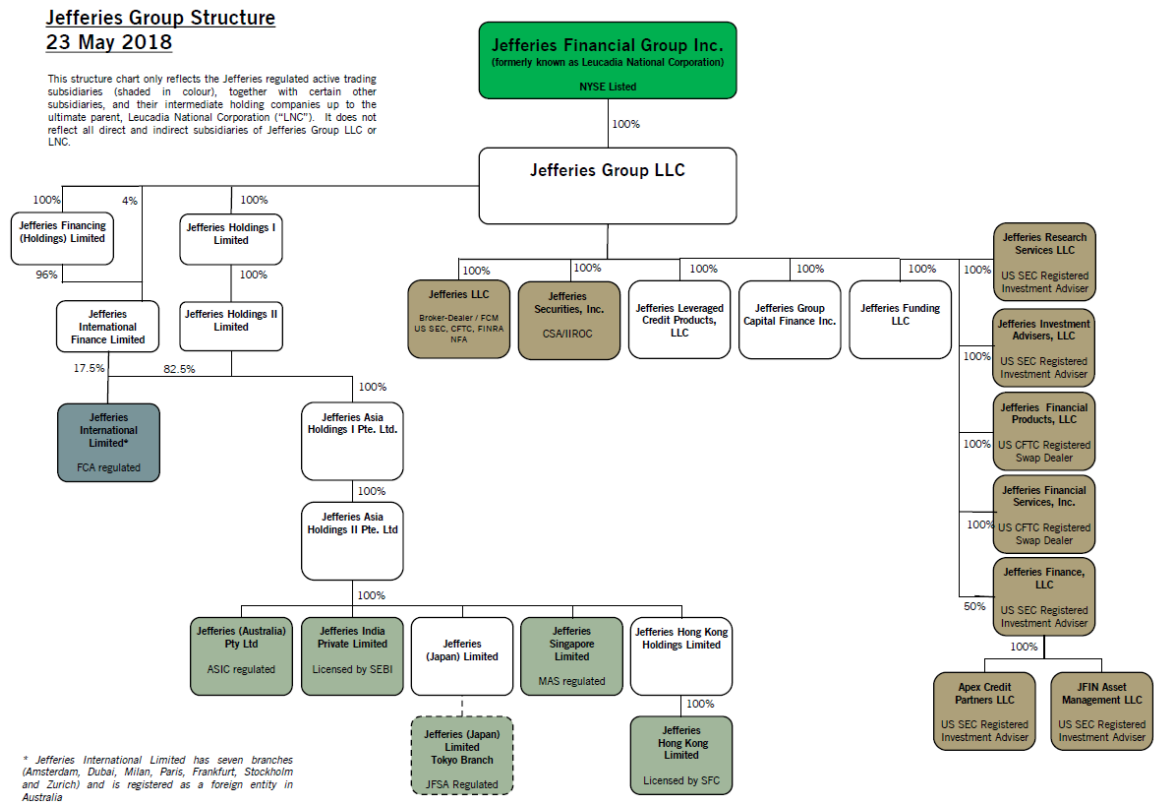 Jefferies Group Structure
23 May 2018
This structure chart only reflects the Jefferies regulated active trading
subsidiaries (shaded in colour), together with certain other
subsidiaries, and their intermediate holding companies up to the
ultimate parent, Leucadia National Corporation (“LNC”). It does not
reflect all direct and indirect subsidiaries of Jefferies Group LLC or
LNC.
Jefferies Financial Group Inc.
(formerly known as Leucadia National Corporation)
NYSE Listed
100%
Jefferies Group LLC
100%
4%
100%
Jefferies Financing
(Holdings) Limited
Jefferies Holdings I
Limited
96%
100%
Jefferies
International
Finance Limited
Jefferies Holdings II
Limited
17.5%
82.5%
100%
Jefferies
International
Limited*
FCA regulated
Jefferies Asia
Holdings I Pte. Ltd.
100%
Jefferies Asia
Holdings II Pte. Ltd
100%
Jefferies (Australia)
Pty Ltd
ASIC regulated
Jefferies India
Private Limited
Licensed by SEBI
Jefferies
(Japan) Limited
Jefferies
Singapore
Limited
MAS regulated
Jefferies Hong Kong
Holdings Limited
100%
Jefferies (Japan)
Limited
Tokyo Branch
JFSA Regulated
Jefferies
Hong Kong
Limited
Licensed by SFC
100%
100%
100%
100%
100%
Jefferies LLC
Broker-Dealer / FCM
US SEC, CFTC, FINRA
NFA
Jefferies
Securities, Inc.
CSA/IIROC
Jefferies Leveraged
Credit Products,
LLC
Jefferies Group
Capital Finance Inc.
Jefferies Funding
LLC
100%
Jefferies Research
Services LLC
US SEC Registered
Investment Adviser
100%
Jefferies Investment
Advisers, LLC
US SEC Registered
Investment Adviser
100%
Jefferies Financial
Products, LLC
US CFTC Registered
Swap Dealer
100%
Jefferies Financial
Services, Inc.
US CFTC Registered
Swap Dealer
50%
Jefferies Finance,
LLC
US SEC Registered
Investment Adviser
100%
Apex Credit
Partners LLC
US SEC Registered
Investment Adviser
JFIN Asset
Management LLC
US SEC Registered
Investment Adviser
* Jefferies International Limited has seven branches
(Amsterdam, Dubai, Milan, Paris, Frankfurt, Stockholm
and Zurich) and is registered as a foreign entity in
Australia